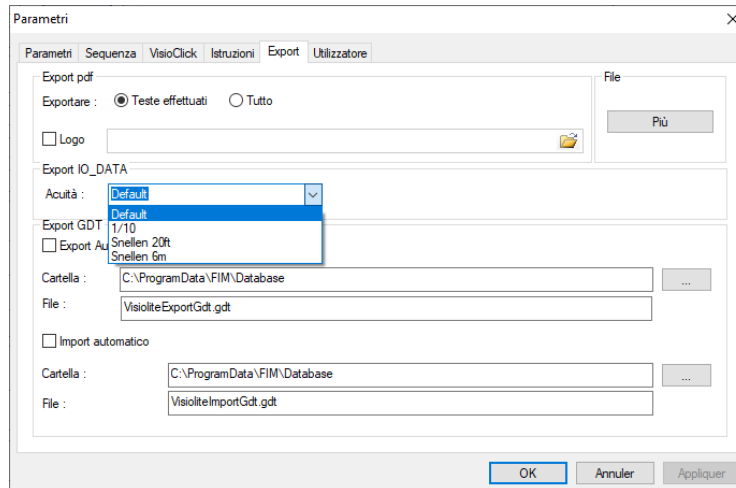 Parametri
Parametri Sequenza VisioClick Istruzioni Export Utilizzatore
Export pdf
Exportare : Teste effettuati Tutto
Logo
File
Più
Export IO_DATA
Acuità : Default
Default
1/10
Snellen 20ft
Snellen 6m
Export GDT
Export Au
Cartella : C:\ProgramData\FIM\Database ...
File : VisioliteExportGdt.gdt
Import automatico
Cartella : C:\ProgramData\FIM\Database ...
File : VisioliteImportGdt.gdt
OK Annuler Appliquer